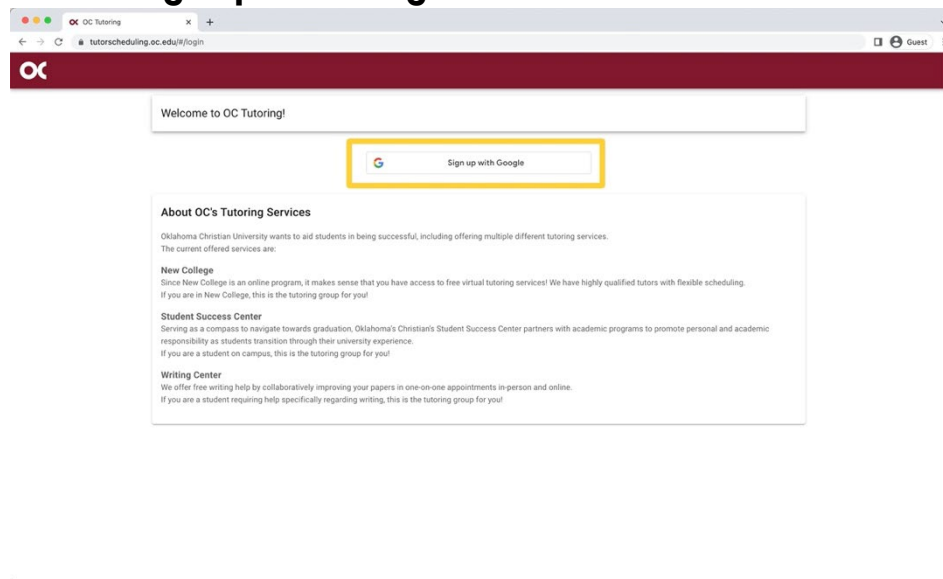 OC Tutoring
tutorscheduling.oc.edu/#/login
Guest
OC
Welcome to OC Tutoring!
Sign up with Google
About OC's Tutoring Services
Oklahoma Christian University wants to aid students in being successful, including offering multiple different tutoring services.
The current offered services are:
New College
Since New College is an online program, it makes sense that you have access to free virtual tutoring services! We have highly qualified tutors with flexible scheduling.
If you are in New College, this is the tutoring group for you!
Student Success Center
Serving as a compass to navigate towards graduation, Oklahoma's Christian's Student Success Center partners with academic programs to promote personal and academic
responsibility as students transition through their university experience.
If you are a student on campus, this is the tutoring group for you!
Writing Center
We offer free writing help by collaboratively improving your papers in one-on-one appointments in-person and online.
If you are a student requiring help specifically regarding writing, this is the tutoring group for you!